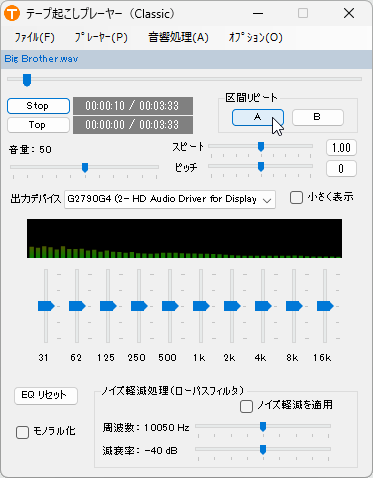 T テープ起こしプレーヤー (Classic)
ファイル(F) プレーヤー(P) 音響処理(A) オプション(O)
Big Brother.wav
Stop 00:00:10 / 00:03:33
Top 00:00:00 / 00:03:33
区間リピート
A B
音量: 50
スピード 1.00
ピッチ 0
出力デバイス G2790G4 (2- HD Audio Driver for Display 小さく表示
31 62 125 250 500 1k 2k 4k 8k 16k
EQ リセット
モノラル化
ノイズ軽減処理(ローパスフィルタ)
ノイズ軽減を適用
周波数: 10050 Hz
減衰率: -40 dB